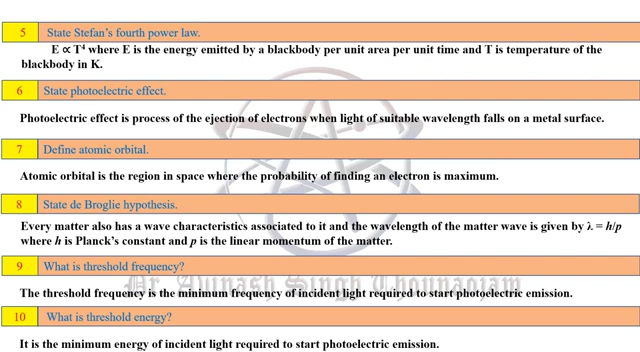 5 State Stefan's fourth power law.
E ∝ T⁴ where E is the energy emitted by a blackbody per unit area per unit time and T is temperature of the
blackbody in K.
6 State photoelectric effect.
Photoelectric effect is process of the ejection of electrons when light of suitable wavelength falls on a metal surface.
7 Define atomic orbital.
Atomic orbital is the region in space where the probability of finding an electron is maximum.
8 State de Broglie hypothesis.
Every matter also has a wave characteristics associated to it and the wavelength of the matter wave is given by λ = h/p
where h is Planck's constant and p is the linear momentum of the matter.
9 What is threshold frequency?
Dr. Avinash Singh Thounaojam
The threshold frequency is the minimum frequency of incident light required to start photoelectric emission.
10 What is threshold energy?
It is the minimum energy of incident light required to start photoelectric emission.